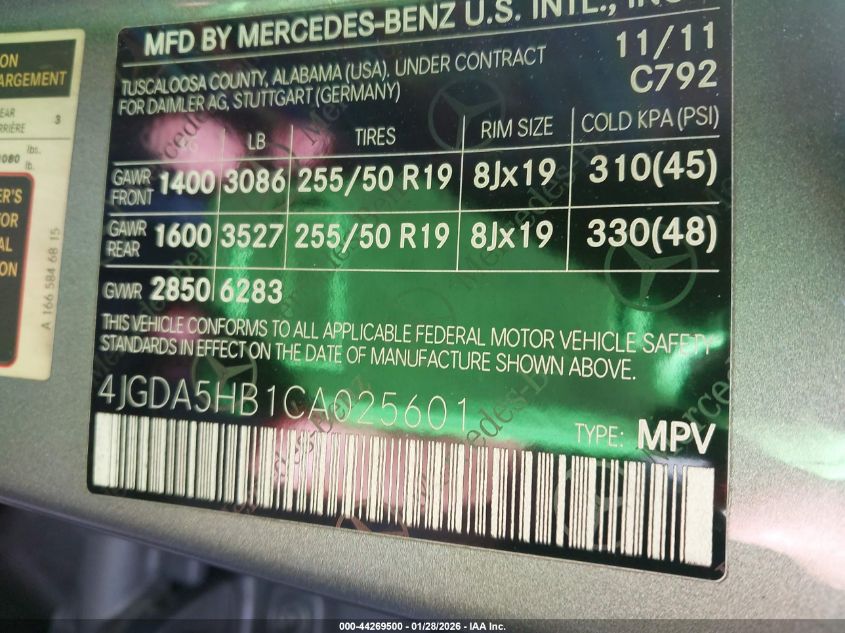 MFD BY MERCEDES-BENZ U.S. INTL., INC
TUSCALOOSA COUNTY, ALABAMA (USA), UNDER CONTRACT
FOR DAIMLER AG, STUTTGART (GERMANY)
11/11
C792
LB TIRES RIM SIZE COLD KPA (PSI)
GAWR FRONT 1400 3086 255/50 R19 8Jx19 310(45)
GAWR REAR 1600 3527 255/50 R19 8Jx19 330(48)
GVWR 2850 6283
THIS VEHICLE CONFORMS TO ALL APPLICABLE FEDERAL MOTOR VEHICLE SAFETY
STANDARDS IN EFFECT ON THE DATE OF MANUFACTURE SHOWN ABOVE.
4JGDA5HB1CA025601
TYPE: MPV
ON
ARGEMENT
EAR
RRIÈRE 3
1080 lbs.
lb.
ER'S
OR
AL
ON
A 166 584 68 15
000-44269500 | 01/28/2026 - IAA Inc.